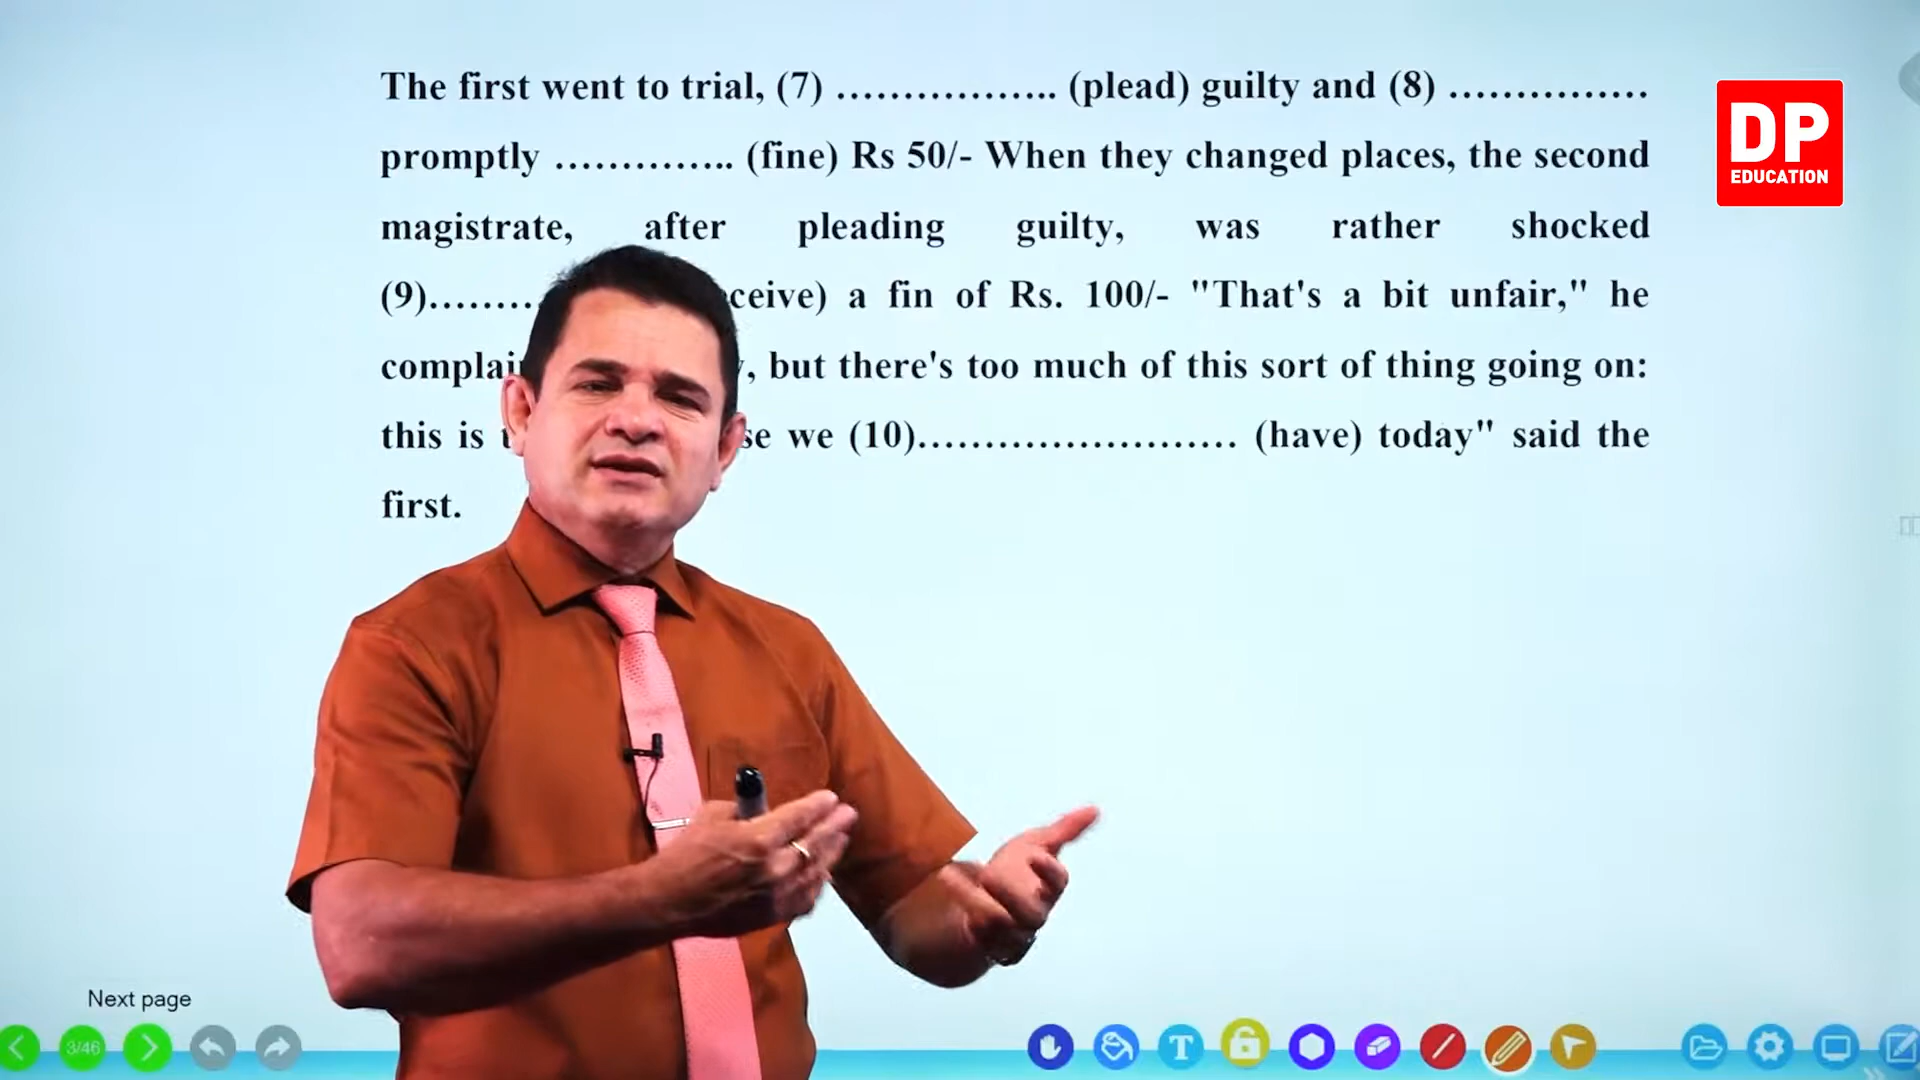 The first went to trial, (7) ……………….. (plead) guilty and (8) ……………
promptly ………….. (fine) Rs 50/- When they changed places, the second
magistrate, after pleading guilty, was rather shocked
(9)……… a fin of Rs. 100/- "That's a bit unfair," he
but there's too much of this sort of thing going on:
this is we (10)…………………… (have) today" said the
first.
DP
EDUCATION
Next page
3/46
T